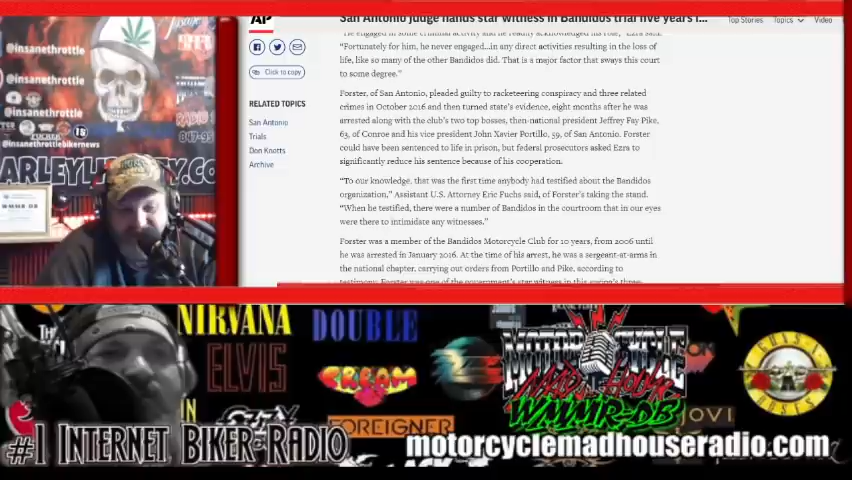 AP
San Antonio judge hands star witness in Bandidos trial five years i...
Top Stories
Topics
Video
Click to copy
RELATED TOPICS
San Antonio
Trials
Don Knotts
Archive
"Fortunately for him, he never engaged...in any direct activities resulting in the loss of
life, like so many of the other Bandidos did. That is a major factor that sways this court
to some degree."
Forster, of San Antonio, pleaded guilty to racketeering conspiracy and three related
crimes in October 2016 and then turned state's evidence, eight months after he was
arrested along with the club's two top bosses, then-national president Jeffrey Fay Pike,
63, of Conroe and his vice president John Xavier Portillo, 59, of San Antonio. Forster
could have been sentenced to life in prison, but federal prosecutors asked Ezra to
significantly reduce his sentence because of his cooperation.
"To our knowledge, that was the first time anybody had testified about the Bandidos
organization," Assistant U.S. Attorney Eric Fuchs said, of Forster's taking the stand.
"When he testified, there were a number of Bandidos in the courtroom that in our eyes
were there to intimidate any witnesses."
Forster was a member of the Bandidos Motorcycle Club for 10 years, from 2006 until
he was arrested in January 2016. At the time of his arrest, he was a sergeant-at-arms in
the national chapter, carrying out orders from Portillo and Pike, according to
@insanethrottle
@insanethrottle
@insanethrottle
@insanethrottlebikernews
NIRVANA
DOUBLE
ELVIS
CREAM
FOREIGNER
MOTORCYCLE
MAD HOUSE
WMMR-DB
GUNS N ROSES
#1 INTERNET BIKER RADIO
motorcyclemadhouseradio.com